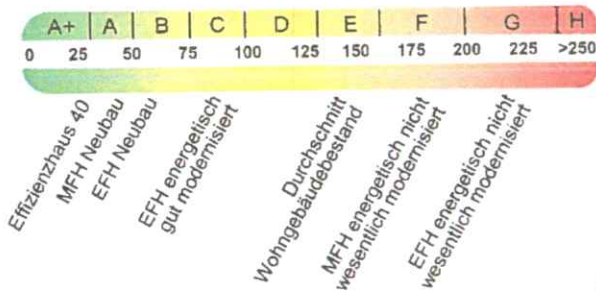 A+ A B C D E F G H
0 25 50 75 100 125 150 175 200 225 >250
Effizienzhaus 40
MFH Neubau
EFH Neubau
EFH energetisch
gut modernisiert
Durchschnitt
Wohngebäudebestand
MFH energetisch nicht
wesentlich modernisiert
EFH energetisch nicht
wesentlich modernisiert